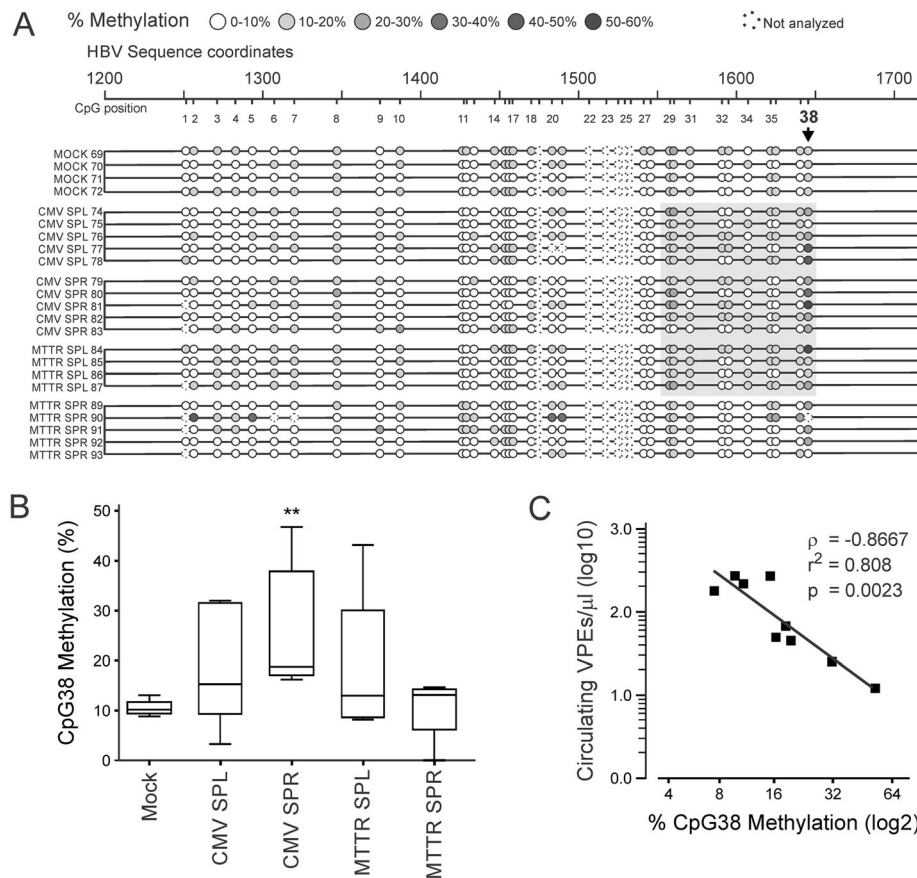 A
% Methylation 0-10% 10-20% 20-30% 30-40% 40-50% 50-60% Not analyzed
HBV Sequence coordinates
1200 1300 1400 1500 1600 1700
CpG position 1 2 3 4 5 6 7 8 9 10 11 14 17 18 20 22 23 25 27 29 31 32 34 35 38
MOCK 69
MOCK 70
MOCK 71
MOCK 72
CMV SPL 74
CMV SPL 75
CMV SPL 76
CMV SPL 77
CMV SPL 78
CMV SPR 79
CMV SPR 80
CMV SPR 81
CMV SPR 82
CMV SPR 83
MTTR SPL 84
MTTR SPL 85
MTTR SPL 86
MTTR SPL 87
MTTR SPR 89
MTTR SPR 90
MTTR SPR 91
MTTR SPR 92
MTTR SPR 93
B
CpG38 Methylation (%)
50
40
30
20
10
0
**
Mock
CMV SPL
CMV SPR
MTTR SPL
MTTR SPR
C
Circulating VPEs/µl (log10)
3.0
2.0
1.0
0.0
ρ = -0.8667
r² = 0.808
p = 0.0023
4 8 16 32 64
% CpG38 Methylation (log2)